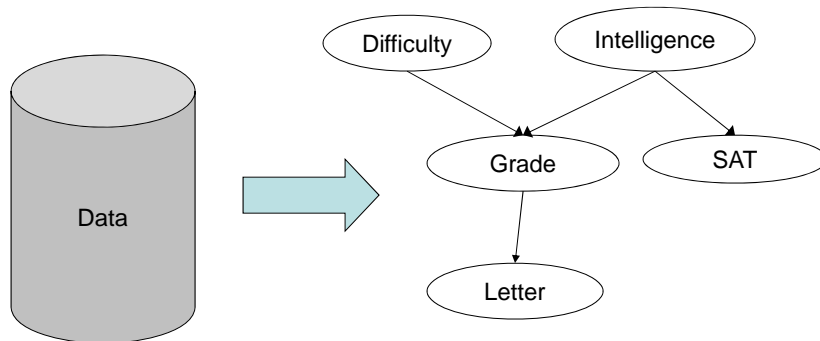 Difficulty
Intelligence
Grade
SAT
Data
Letter